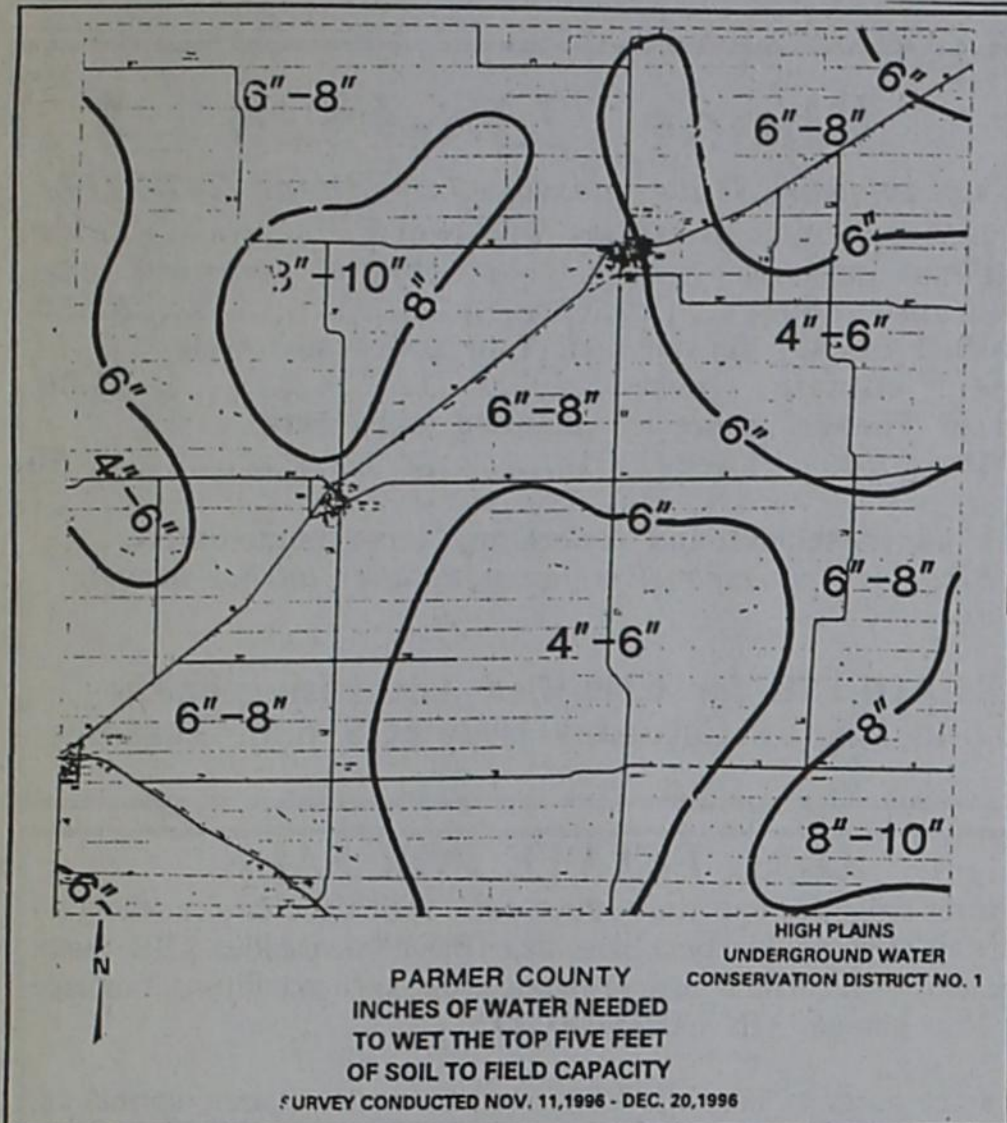 6"
6"-8"
6"-8"
8"-10"
8"
6"
4"-6"
6"
6"-8"
6"
4"-6"
6"
6"-8"
4"-6"
6"-8"
8"
8"-10"
6"
N
HIGH PLAINS
UNDERGROUND WATER
CONSERVATION DISTRICT NO. 1
PARMER COUNTY
INCHES OF WATER NEEDED
TO WET THE TOP FIVE FEET
OF SOIL TO FIELD CAPACITY
SURVEY CONDUCTED NOV. 11,1996 - DEC. 20,1996